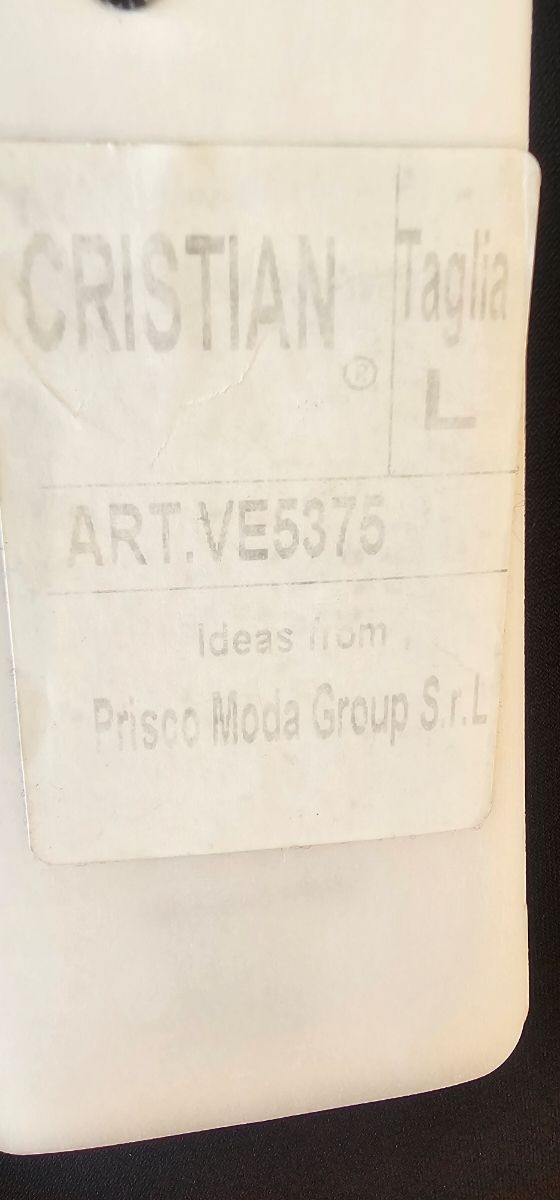 CRISTIAN ®
Taglia
L
ART.VE5375
Ideas from
Prisco Moda Group S.r.L